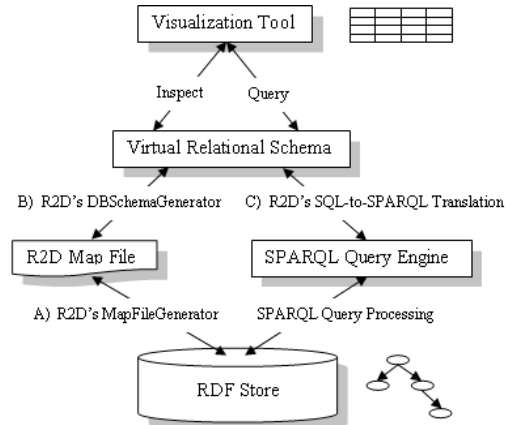 Visualization Tool
Inspect Query
Virtual Relational Schema
B) R2D's DBSchemaGenerator C) R2D's SQL-to-SPARQL Translation
R2D Map File SPARQL Query Engine
A) R2D's MapFileGenerator SPARQL Query Processing
RDF Store